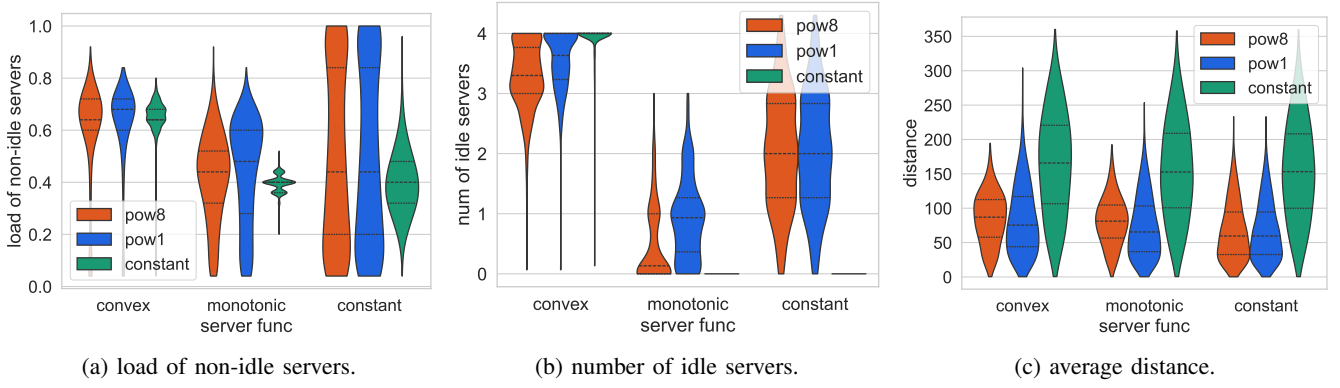 load of non-idle servers
1.0
0.8
0.6
0.4
0.2
0.0
pow8
pow1
constant
convex
monotonic
constant
server func
(a) load of non-idle servers.
num of idle servers
4
3
2
1
0
pow8
pow1
constant
convex
monotonic
constant
server func
(b) number of idle servers.
distance
350
300
250
200
150
100
50
0
pow8
pow1
constant
convex
monotonic
constant
server func
(c) average distance.